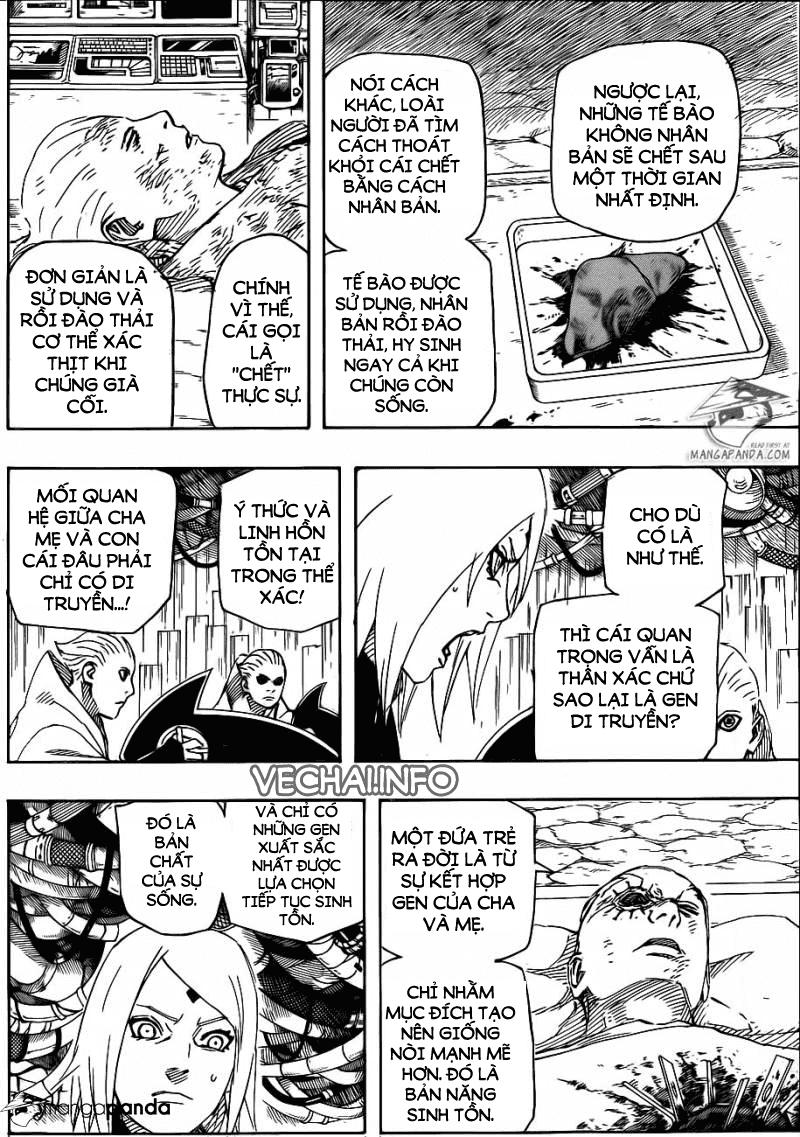 NGƯỢC LẠI,
NHỮNG TẾ BÀO
KHÔNG NHÂN
BẢN SẼ CHẾT SAU
MỘT THỜI GIAN
NHẤT ĐỊNH.
NÓI CÁCH
KHÁC, LOÀI
NGƯỜI ĐÃ TÌM
CÁCH THOÁT
KHỎI CÁI CHẾT
BẰNG CÁCH
NHÂN BẢN.
TẾ BÀO ĐƯỢC
SỬ DỤNG, NHÂN
BẢN RỒI ĐÀO
THẢI, HY SINH
NGAY CẢ KHI
CHÚNG CÒN
SỐNG.
CHÍNH
VÌ THẾ,
CÁI GỌI
LÀ
"CHẾT"
THỰC SỰ.
ĐƠN GIẢN LÀ
SỬ DỤNG VÀ
RỒI ĐÀO THẢI
CƠ THỂ XÁC
THỊT KHI
CHÚNG GIÀ
CỖI.
READ FIRST AT
MANGAPANDA.COM
CHO DÙ
CÓ LÀ
NHƯ THẾ.
THÌ CÁI QUAN
TRỌNG VẪN LÀ
THÂN XÁC CHỨ
SAO LẠI LÀ GEN
DI TRUYỀN?
Ý THỨC VÀ
LINH HỒN
TỒN TẠI
TRONG THỂ
XÁC!
MỐI QUAN
HỆ GIỮA CHA
MẸ VÀ CON
CÁI ĐÂU PHẢI
CHỈ CÓ DI
TRUYỀN...!
VECHAI.INFO
MỘT ĐỨA TRẺ
RA ĐỜI LÀ TỪ
SỰ KẾT HỢP
GEN CỦA CHA
VÀ MẸ.
CHỈ NHẰM
MỤC ĐÍCH TẠO
NÊN GIỐNG
NÒI MẠNH MẼ
HƠN. ĐÓ LÀ
BẢN NĂNG
SINH TỒN.
VÀ CHỈ CÓ
NHỮNG GEN
XUẤT SẮC
NHẤT ĐƯỢC
LỰA CHỌN
TIẾP TỤC SINH
TỒN.
ĐÓ LÀ
BẢN
CHẤT
CỦA SỰ
SỐNG.
mangapanda